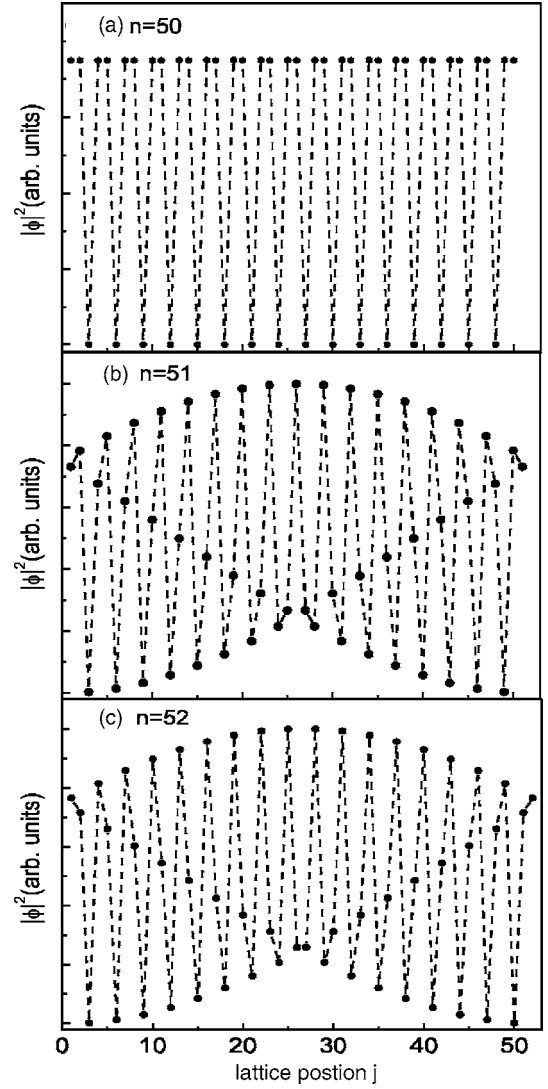 (a) n=50
|ϕ|²(arb. units)
(b) n=51
|ϕ|²(arb. units)
(c) n=52
|ϕ|²(arb. units)
0 10 20 30 40 50
lattice postion j